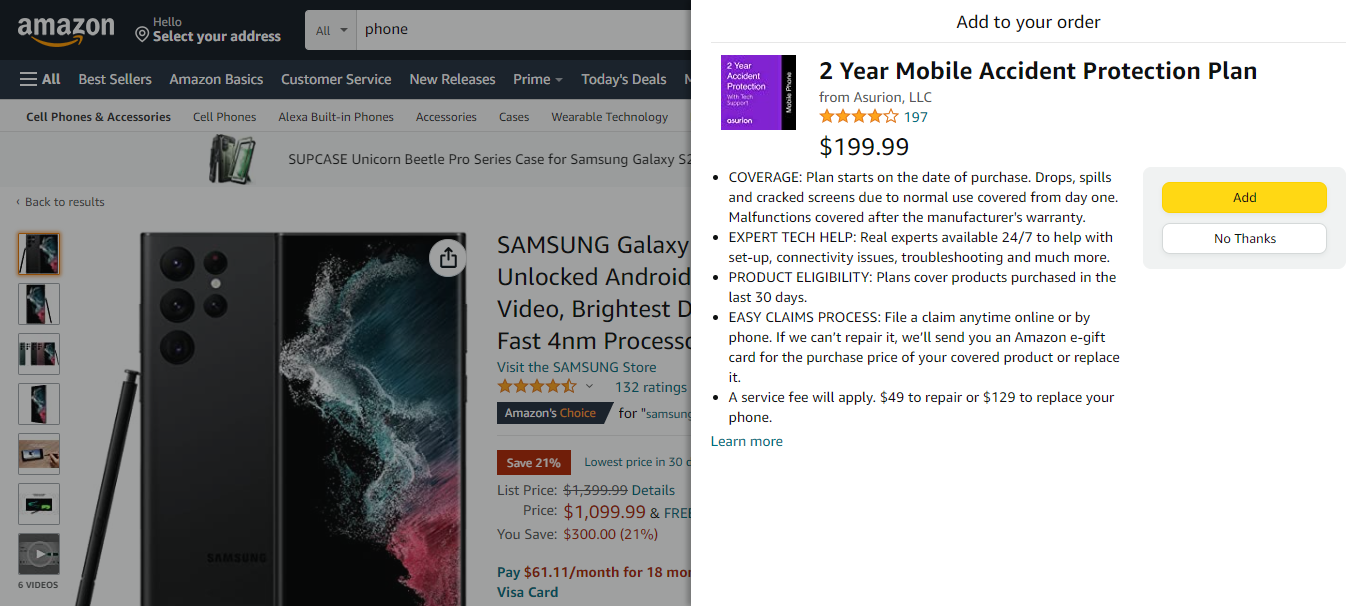 amazon
Hello
Select your address
All
phone
All Best Sellers Amazon Basics Customer Service New Releases Prime Today's Deals
Cell Phones & Accessories Cell Phones Alexa Built-in Phones Accessories Cases Wearable Technology
SUPCASE Unicorn Beetle Pro Series Case for Samsung Galaxy S2
‹ Back to results
SAMSUNG Galaxy
Unlocked Android
Video, Brightest D
Fast 4nm Processo
Visit the SAMSUNG Store
132 ratings
Amazon's Choice for "samsung
Save 21% Lowest price in 30 d
List Price: $1,399.99 Details
Price: $1,099.99 & FREE
You Save: $300.00 (21%)
Pay $61.11/month for 18 mon
Visa Card
SAMSUNG
6 VIDEOS
Add to your order
2 Year
Accident
Protection
With Tech
Support
asurion
Mobile Phone
2 Year Mobile Accident Protection Plan
from Asurion, LLC
197
$199.99
• COVERAGE: Plan starts on the date of purchase. Drops, spills
and cracked screens due to normal use covered from day one.
Malfunctions covered after the manufacturer's warranty.
• EXPERT TECH HELP: Real experts available 24/7 to help with
set-up, connectivity issues, troubleshooting and much more.
• PRODUCT ELIGIBILITY: Plans cover products purchased in the
last 30 days.
• EASY CLAIMS PROCESS: File a claim anytime online or by
phone. If we can’t repair it, we’ll send you an Amazon e-gift
card for the purchase price of your covered product or replace
it.
• A service fee will apply. $49 to repair or $129 to replace your
phone.
Learn more
Add
No Thanks